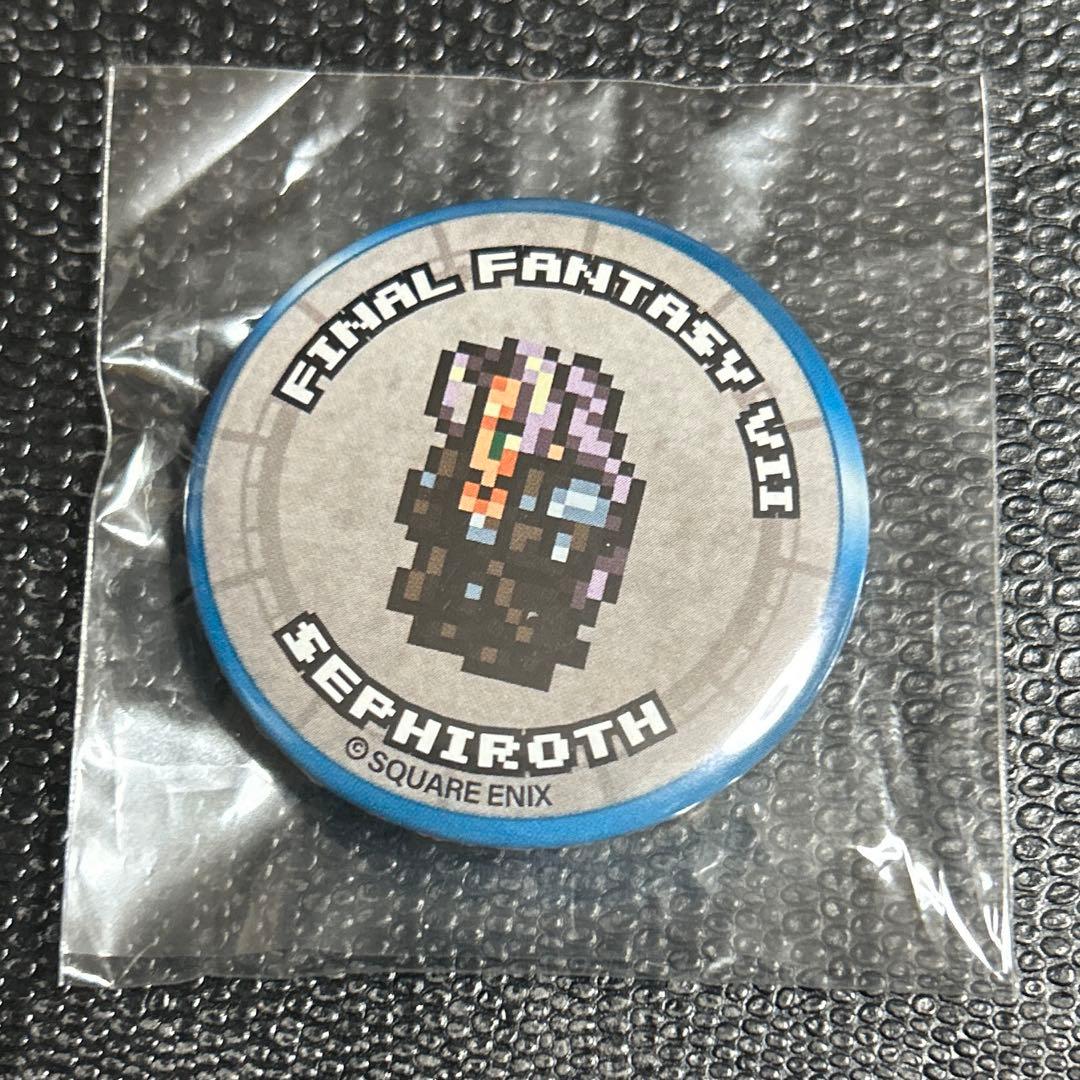 FINAL FANTASY VII
SEPHIROTH
© SQUARE ENIX